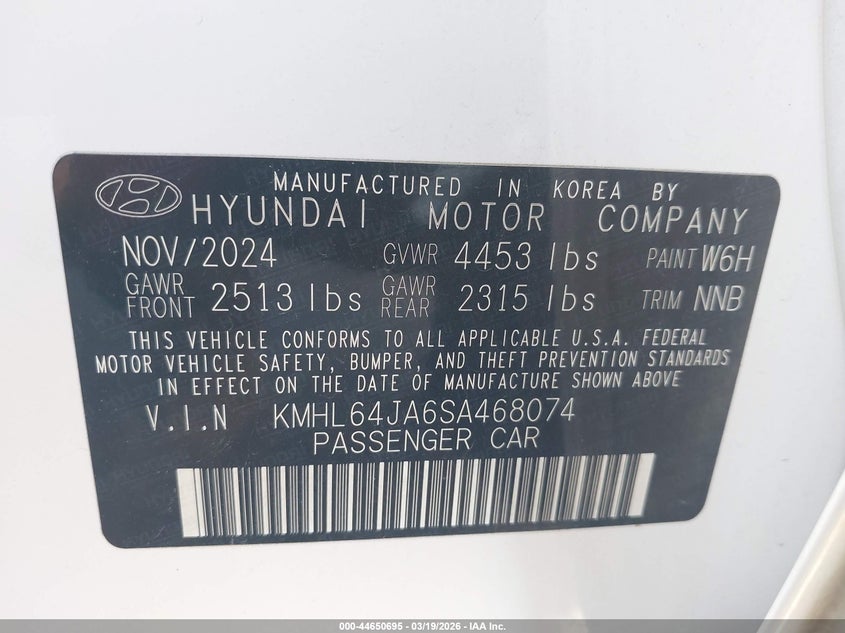 MANUFACTURED IN KOREA BY
HYUNDAI MOTOR COMPANY
NOV/2024 GVWR 4453 lbs PAINT W6H
GAWR FRONT 2513 lbs GAWR REAR 2315 lbs TRIM NNB
THIS VEHICLE CONFORMS TO ALL APPLICABLE U.S.A. FEDERAL
MOTOR VEHICLE SAFETY, BUMPER, AND THEFT PREVENTION STANDARDS
IN EFFECT ON THE DATE OF MANUFACTURE SHOWN ABOVE
V.I.N KMHL64JA6SA468074
PASSENGER CAR
000-44650695 - 03/19/2026 - IAA Inc.